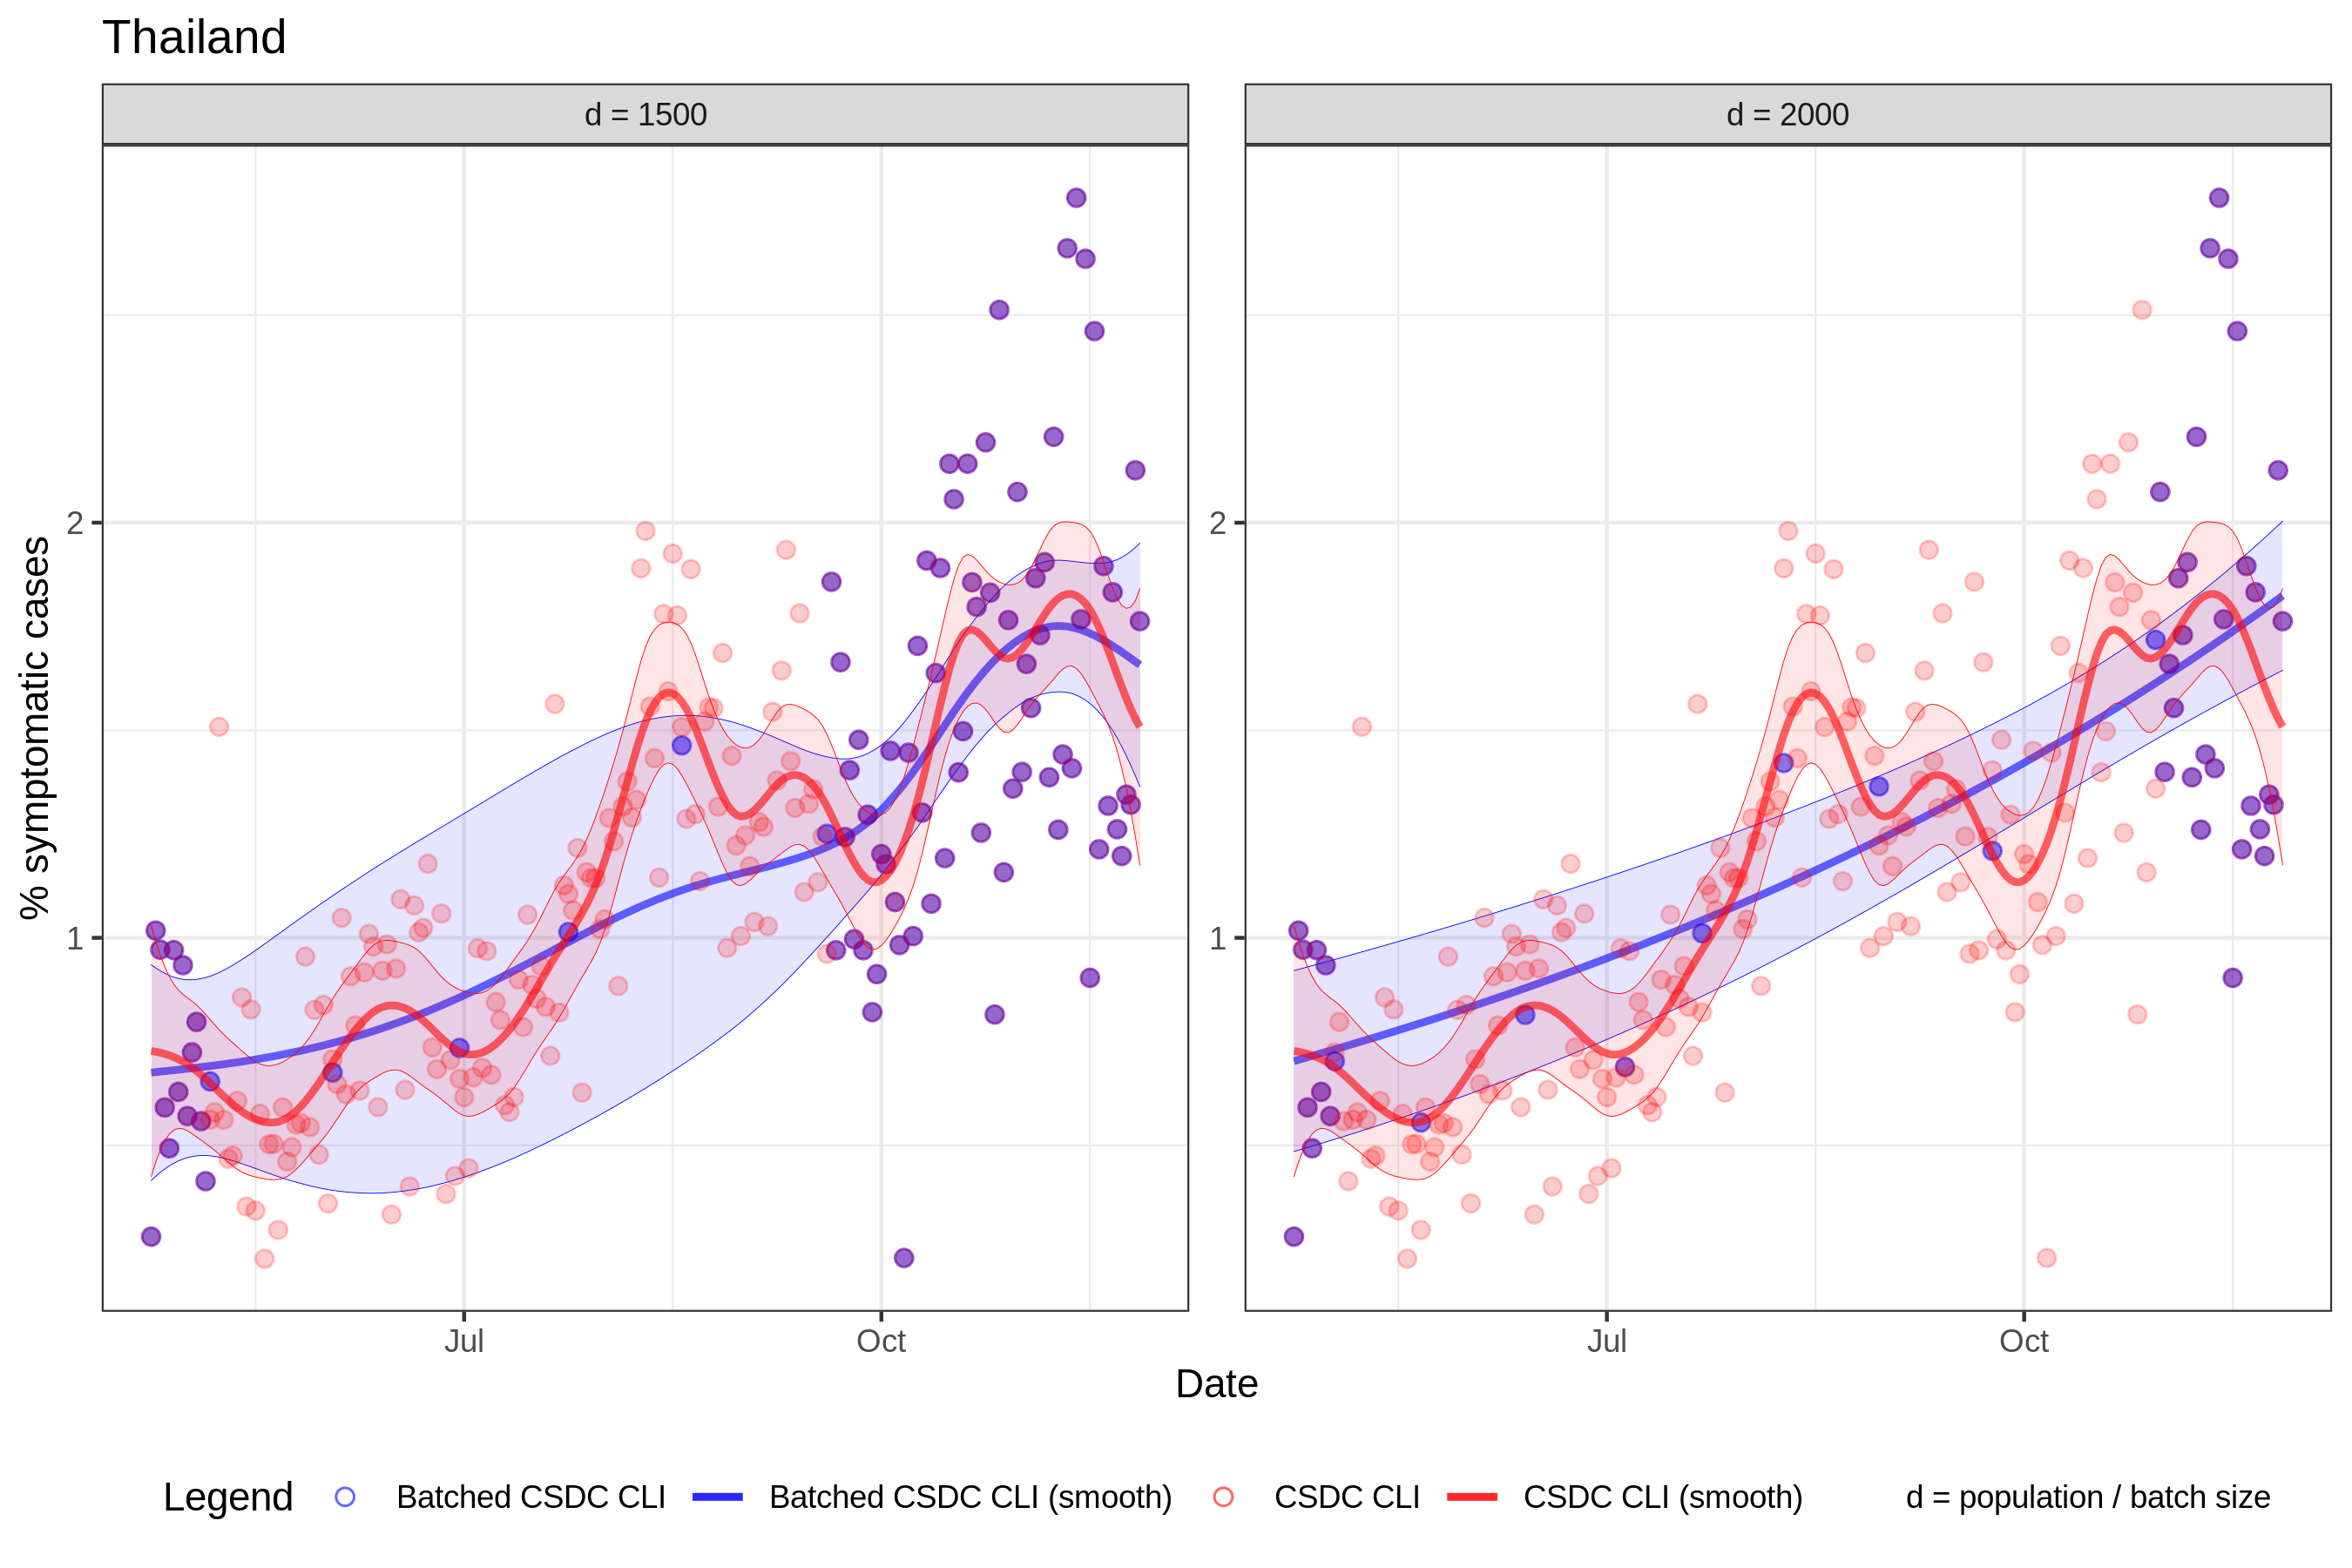 Thailand
d = 1500
d = 2000
% symptomatic cases
2
1
2
1
Jul
Oct
Jul
Oct
Date
Legend
Batched CSDC CLI
Batched CSDC CLI (smooth)
CSDC CLI
CSDC CLI (smooth)
d = population / batch size